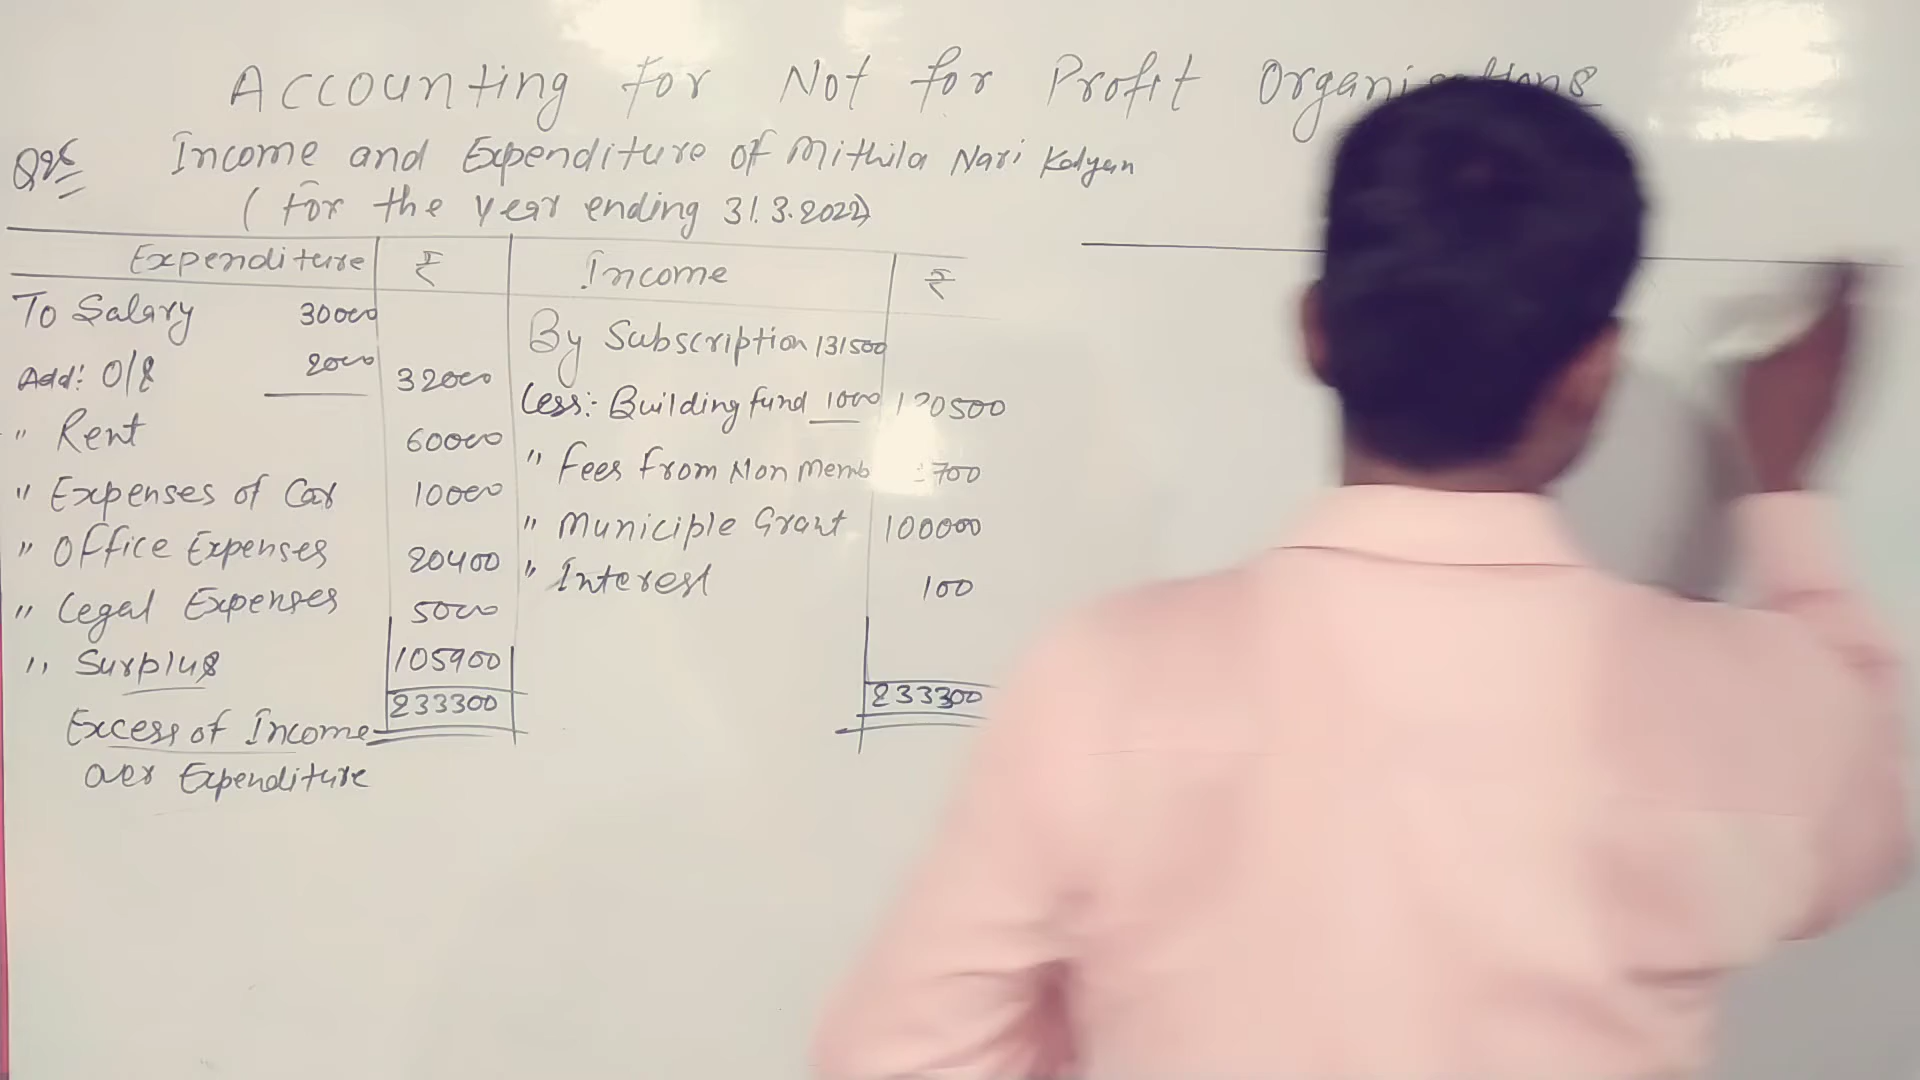 Accounting for Not for Profit
Income and Expenditure of Mithila Nari Kalyan
(For the year ending 31.3.2022)
Expenditure ₹ Income ₹
To Salary 30000
By Subscription 131500
Add: O/S 2000 32000
Less:- Building fund 1000 130500
" Rent 60000
" Fees From Non Memb 700
" Expenses of Car 10000
" Municiple Grant 100000
" Office Expenses 20400
" Interest 100
" Legal Expenses 5000
" Surplus 105900
233300 233300
Excess of Income
over Expenditure